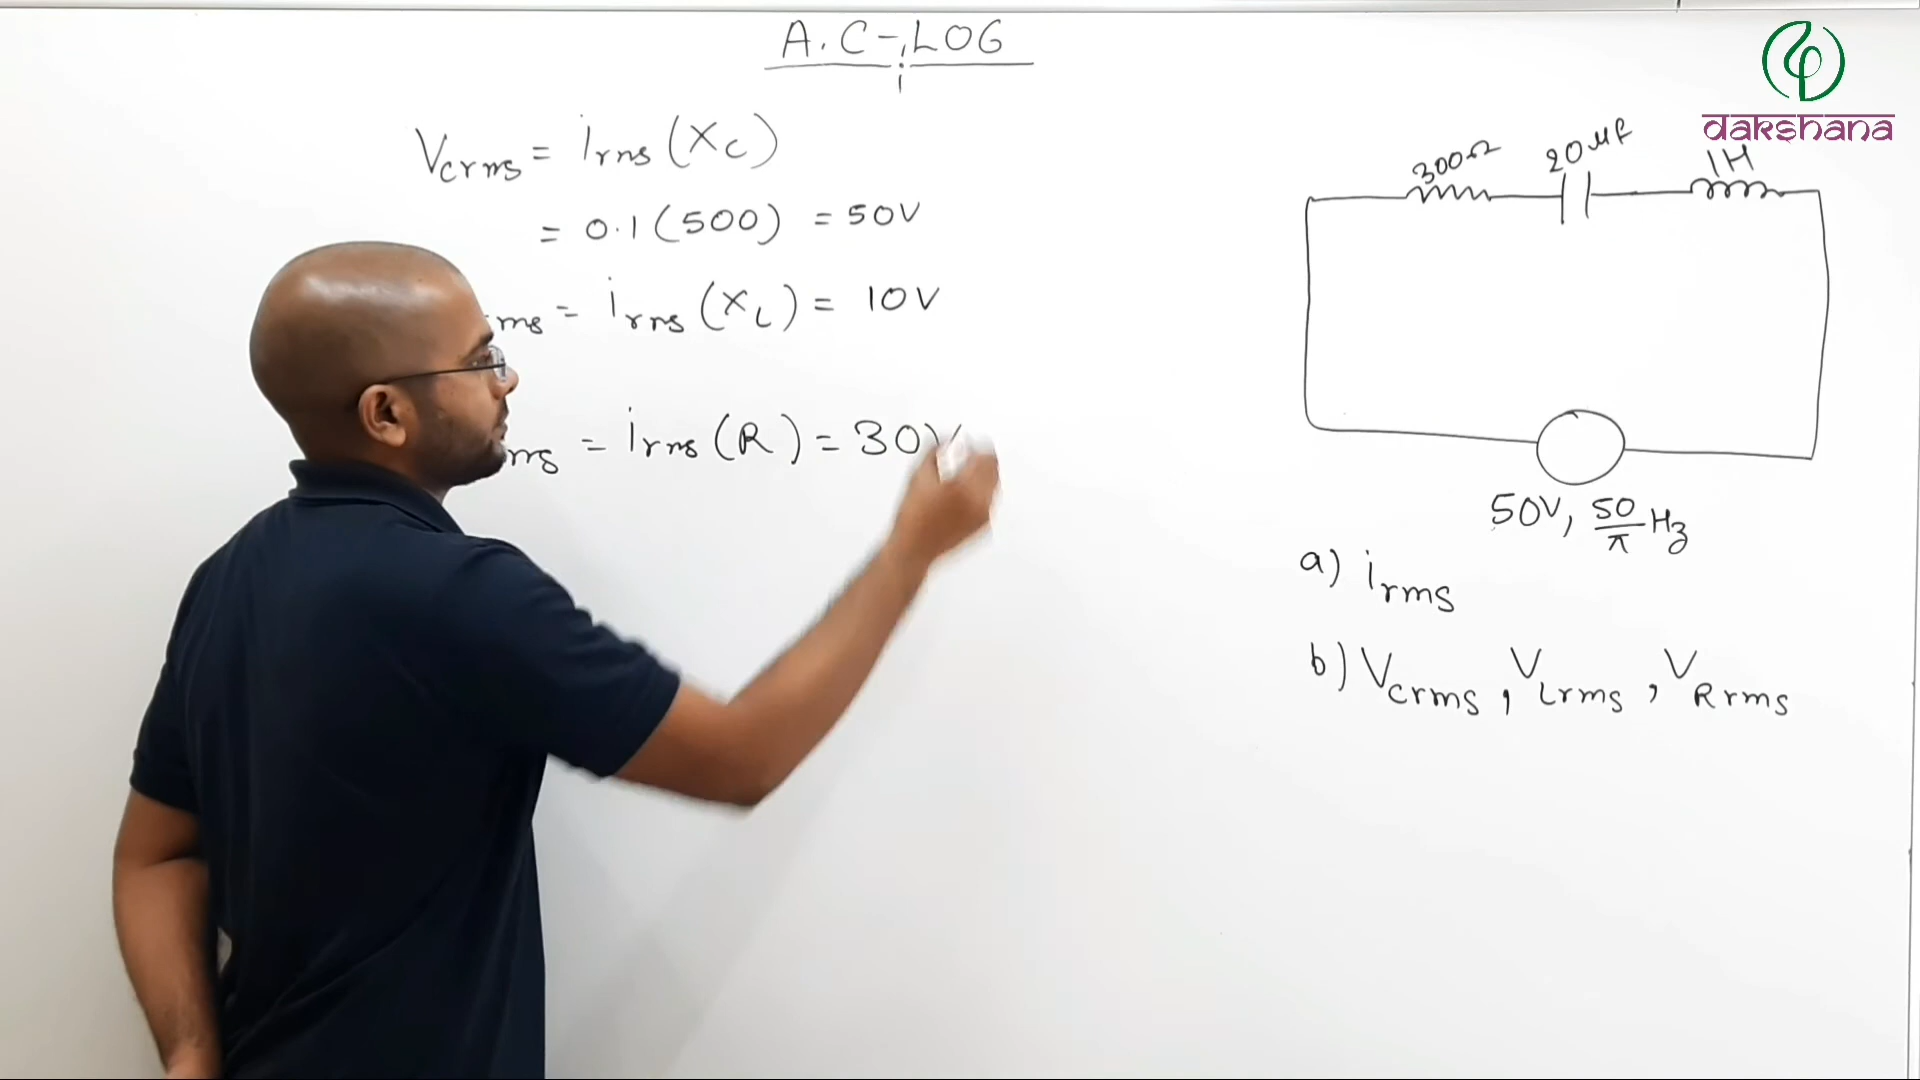 A.C-LOG
dakshana
Vcrms = irms (Xc)
= 0.1 (500) = 50V
ms = irms (XL) = 10V
rms = irms (R) = 30V
300Ω 20μf 1H
50V, 50/π Hz
a) irms
b) Vcrms, VLrms, VRrms